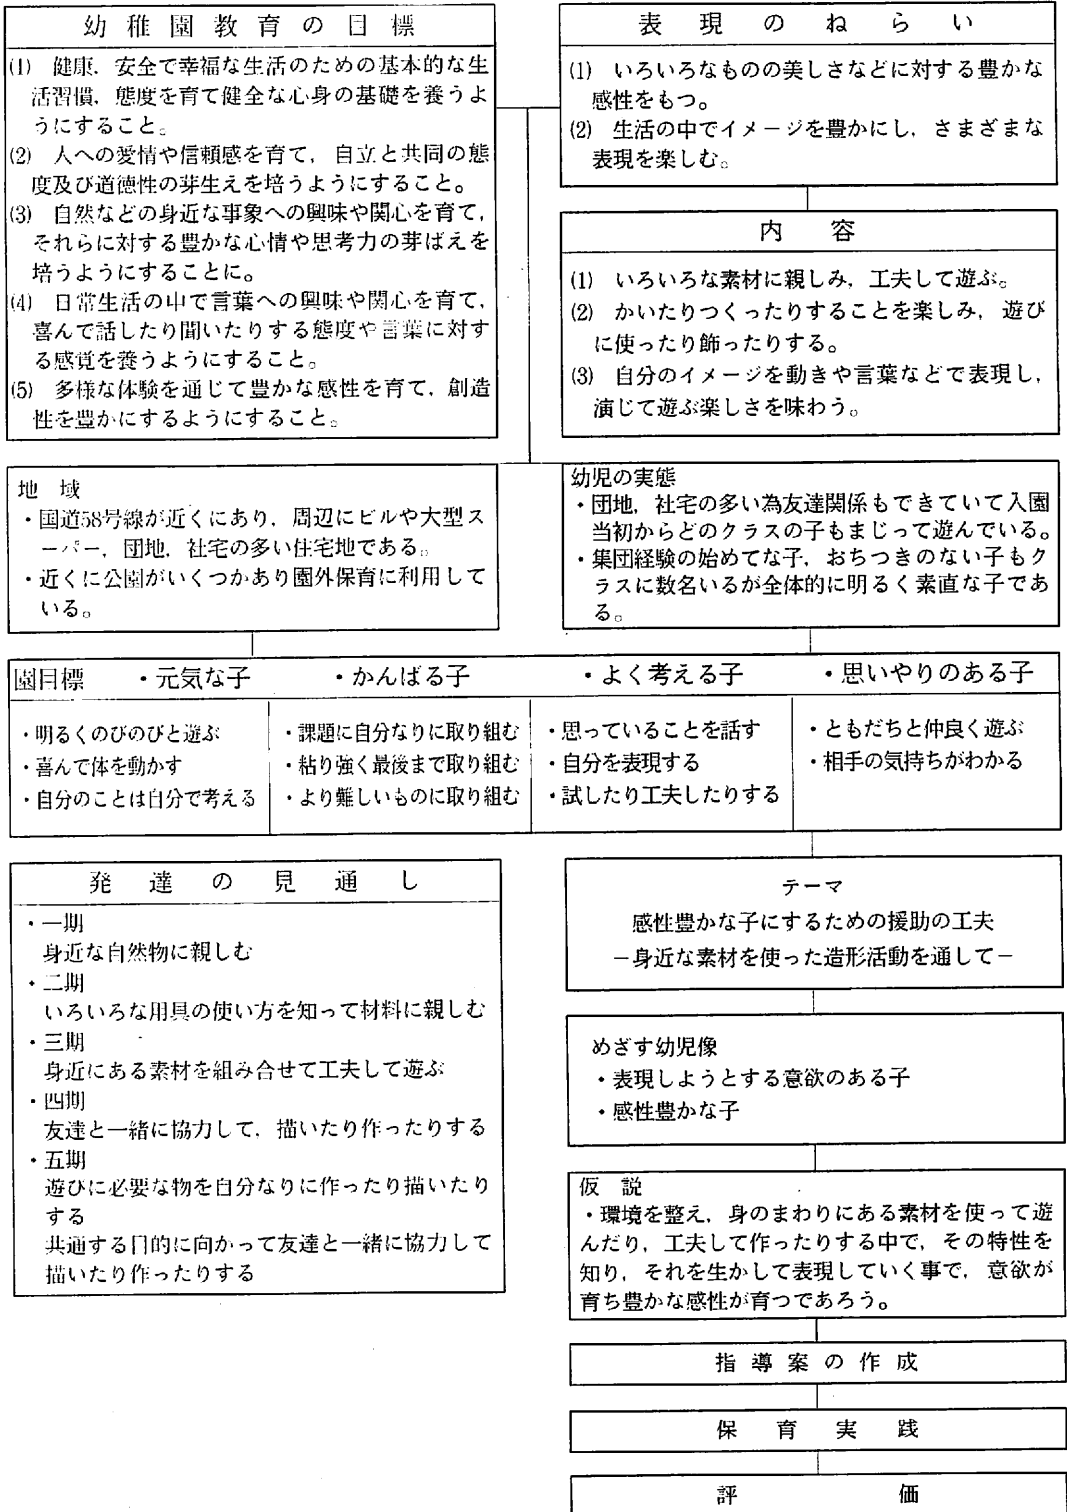 幼稚園教育の目標
(1) 健康，安全で幸福な生活のための基本的な生
活習慣，態度を育て健全な心身の基礎を養うよ
うにすること。
(2) 人への愛情や信頼感を育て，自立と共同の態
度及び道徳性の芽生えを培うようにすること。
(3) 自然などの身近な事象への興味や関心を育て，
それらに対する豊かな心情や思考力の芽ばえを
培うようにすることに。
(4) 日常生活の中で言葉への興味や関心を育て，
喜んで話したり聞いたりする態度や言葉に対す
る感覚を養うようにすること。
(5) 多様な体験を通じて豊かな感性を育て，創造
性を豊かにするようにすること。
表現のねらい
(1) いろいろなものの美しさなどに対する豊かな
感性をもつ。
(2) 生活の中でイメージを豊かにし，さまざまな
表現を楽しむ。
内容
(1) いろいろな素材に親しみ，工夫して遊ぶ。
(2) かいたりつくったりすることを楽しみ，遊び
に使ったり飾ったりする。
(3) 自分のイメージを動きや言葉などで表現し，
演じて遊ぶ楽しさを味わう。
地域
・国道58号線が近くにあり，周辺にビルや大型ス
ーパー，団地，社宅の多い住宅地である。
・近くに公園がいくつかあり園外保育に利用して
いる。
幼児の実態
・団地，社宅の多い為友達関係もできていて入園
当初からどのクラスの子もまじって遊んでいる。
・集団経験の始めてな子，おちつきのない子もク
ラスに数名いるが全体的に明るく素直な子であ
る。
園目標 ・元気な子 ・かんばる子 ・よく考える子 ・思いやりのある子
・明るくのびのびと遊ぶ
・喜んで体を動かす
・自分のことは自分で考える
・課題に自分なりに取り組む
・粘り強く最後まで取り組む
・より難しいものに取り組む
・思っていることを話す
・自分を表現する
・試したり工夫したりする
・ともだちと仲良く遊ぶ
・相手の気持ちがわかる
発達の見通し
・一期
身近な自然物に親しむ
・二期
いろいろな用具の使い方を知って材料に親しむ
・三期
身近にある素材を組み合せて工夫して遊ぶ
・四期
友達と一緒に協力して，描いたり作ったりする
・五期
遊びに必要な物を自分なりに作ったり描いたり
する
共通する目的に向かって友達と一緒に協力して
描いたり作ったりする
テーマ
感性豊かな子にするための援助の工夫
－身近な素材を使った造形活動を通して－
めざす幼児像
・表現しようとする意欲のある子
・感性豊かな子
仮説
・環境を整え，身のまわりにある素材を使って遊
んだり，工夫して作ったりする中で，その特性を
知り，それを生かして表現していく事で，意欲が
育ち豊かな感性が育つであろう。
指導案の作成
保育実践
評価